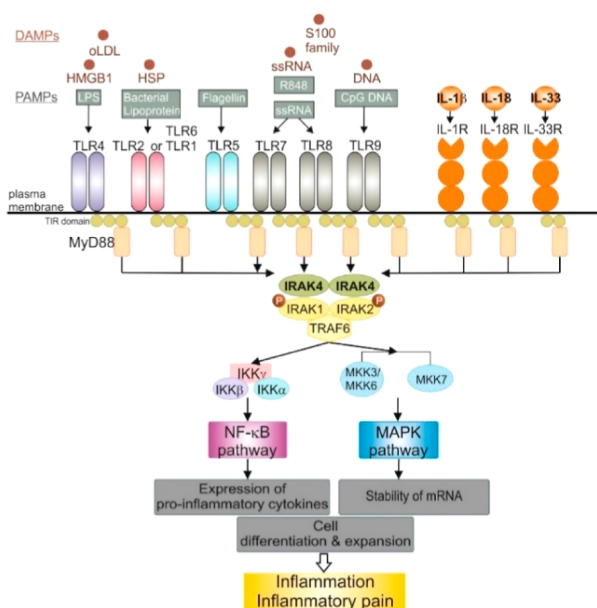 DAMPs
S100
family
oLDL
ssRNA
HMGB1
HSP
DNA
PAMPs
LPS
Bacterial
Lipoprotein
Flagellin
R848
ssRNA
CpG DNA
IL-1β
IL-18
IL-33
TLR4
TLR2 or TLR1
TLR6
TLR5
TLR7
TLR8
TLR9
IL-1R
IL-18R
IL-33R
plasma
membrane
TIR domain
MyD88
IRAK4
IRAK4
P
IRAK1
IRAK2
P
TRAF6
IKKγ
IKKβ
IKKα
MKK3/
MKK6
MKK7
NF-κB
pathway
MAPK
pathway
Expression of
pro-inflammatory cytokines
Stability of mRNA
Cell
differentiation & expansion
Inflammation
Inflammatory pain